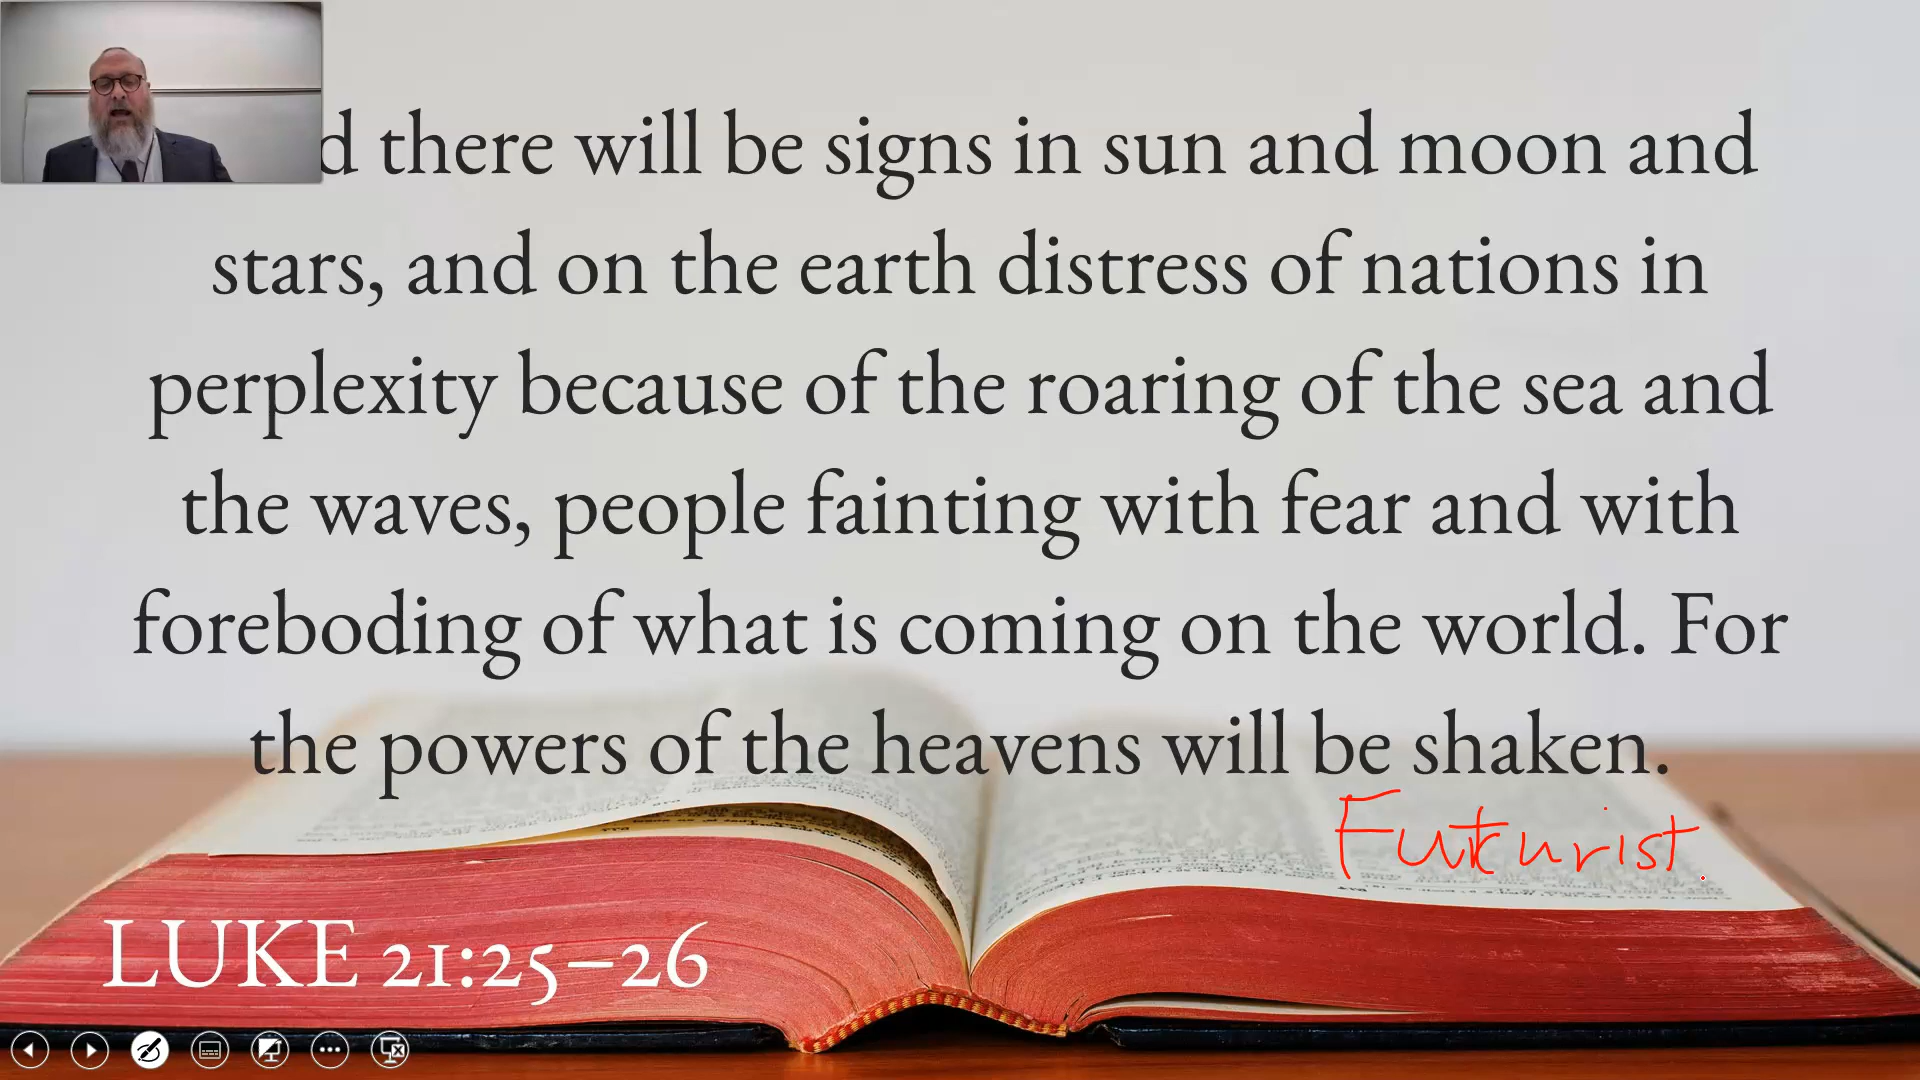 d there will be signs in sun and moon and
stars, and on the earth distress of nations in
perplexity because of the roaring of the sea and
the waves, people fainting with fear and with
foreboding of what is coming on the world. For
the powers of the heavens will be shaken.
Futurist.
LUKE 21:25–26